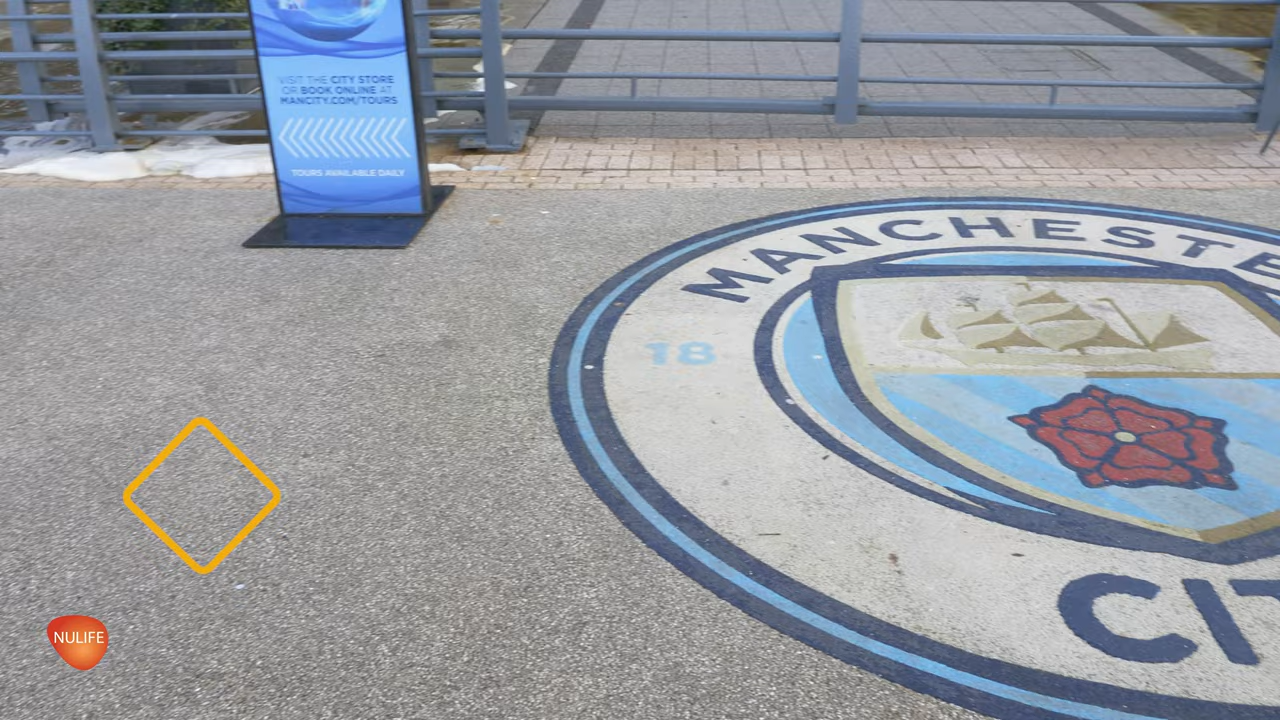 VISIT THE CITY STORE
OR BOOK ONLINE AT
MANCITY.COM/TOURS
TOURS AVAILABLE DAILY
MANCHESTE
18
CIT
NULIFE